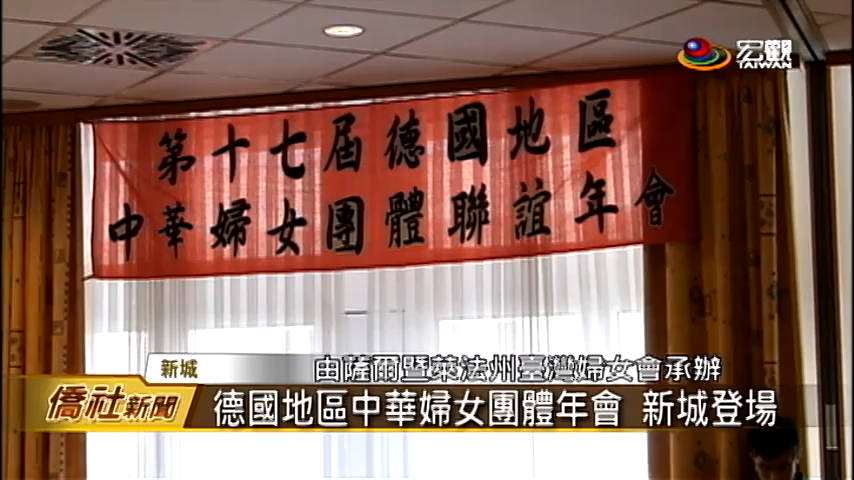 宏觀
TAIWAN
第十七屆德國地區
中華婦女團體聯誼年會
新城
由薩爾暨萊法州臺灣婦女會承辦
僑社新聞
德國地區中華婦女團體年會 新城登場